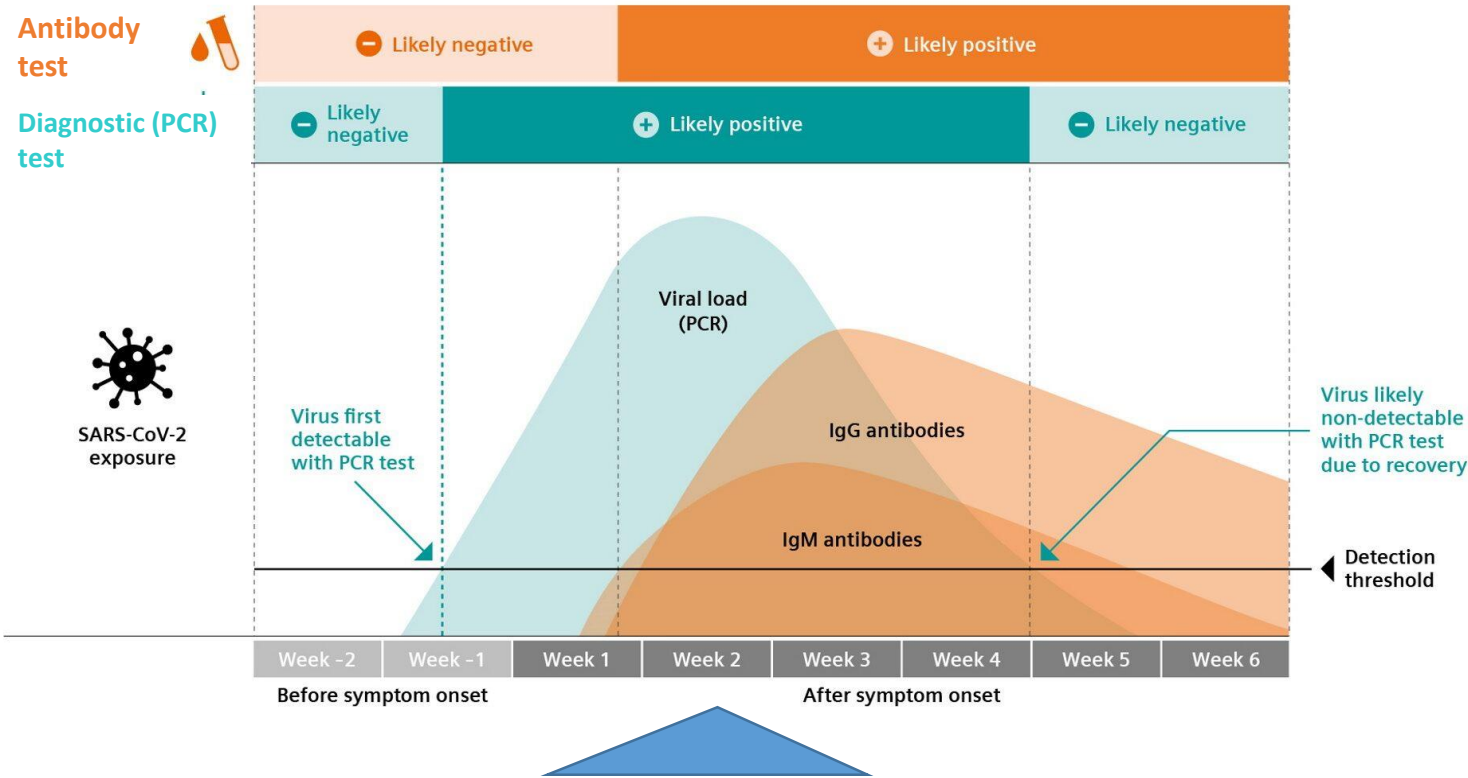 Antibody
test
Likely negative
Likely positive
Diagnostic (PCR)
test
Likely
negative
Likely positive
Likely negative
Viral load
(PCR)
SARS-CoV-2
exposure
Virus first
detectable
with PCR test
IgG antibodies
Virus likely
non-detectable
with PCR test
due to recovery
IgM antibodies
Detection
threshold
Week -2
Week -1
Week 1
Week 2
Week 3
Week 4
Week 5
Week 6
Before symptom onset
After symptom onset